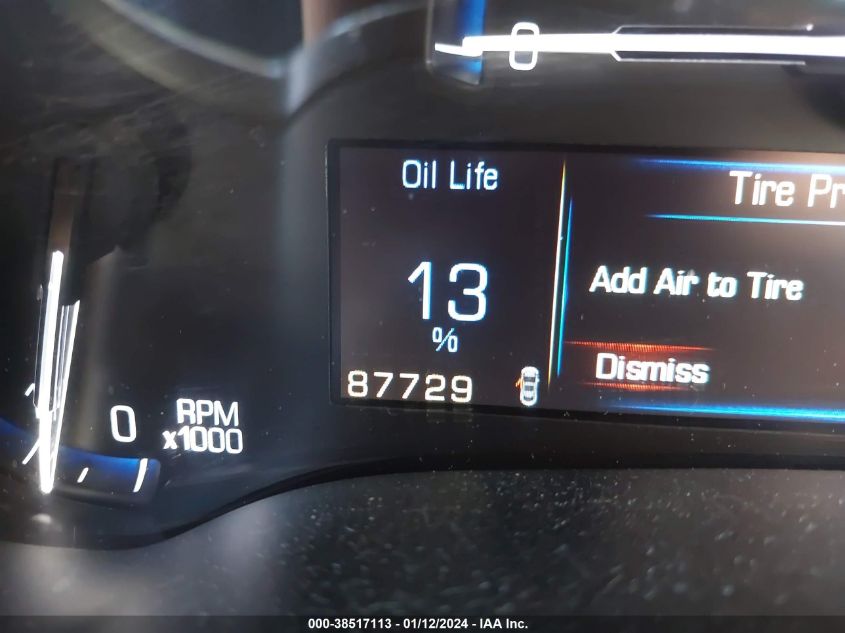 0
Oil Life
13
%
87729
Tire Pr
Add Air to Tire
Dismiss
0
RPM
x1000
000-38517113 - 01/12/2024 - IAA Inc.